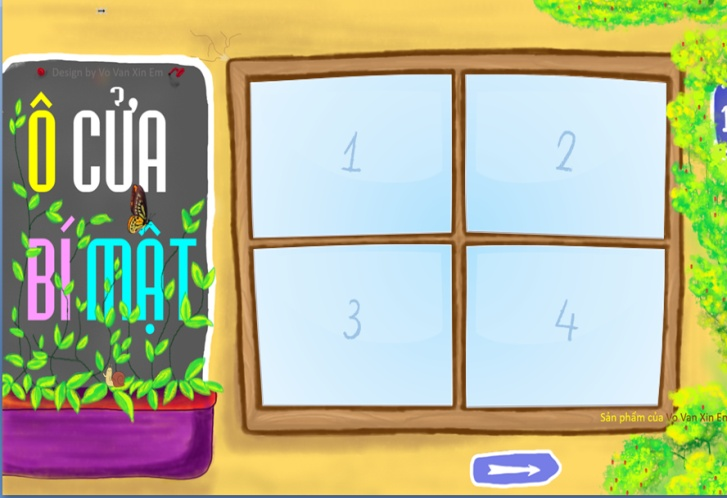 Design by Vo Van Xin Em
Ô CỬA
BÍ MẬT
1 2
3 4
Sản phẩm của Vo Van Xin Em